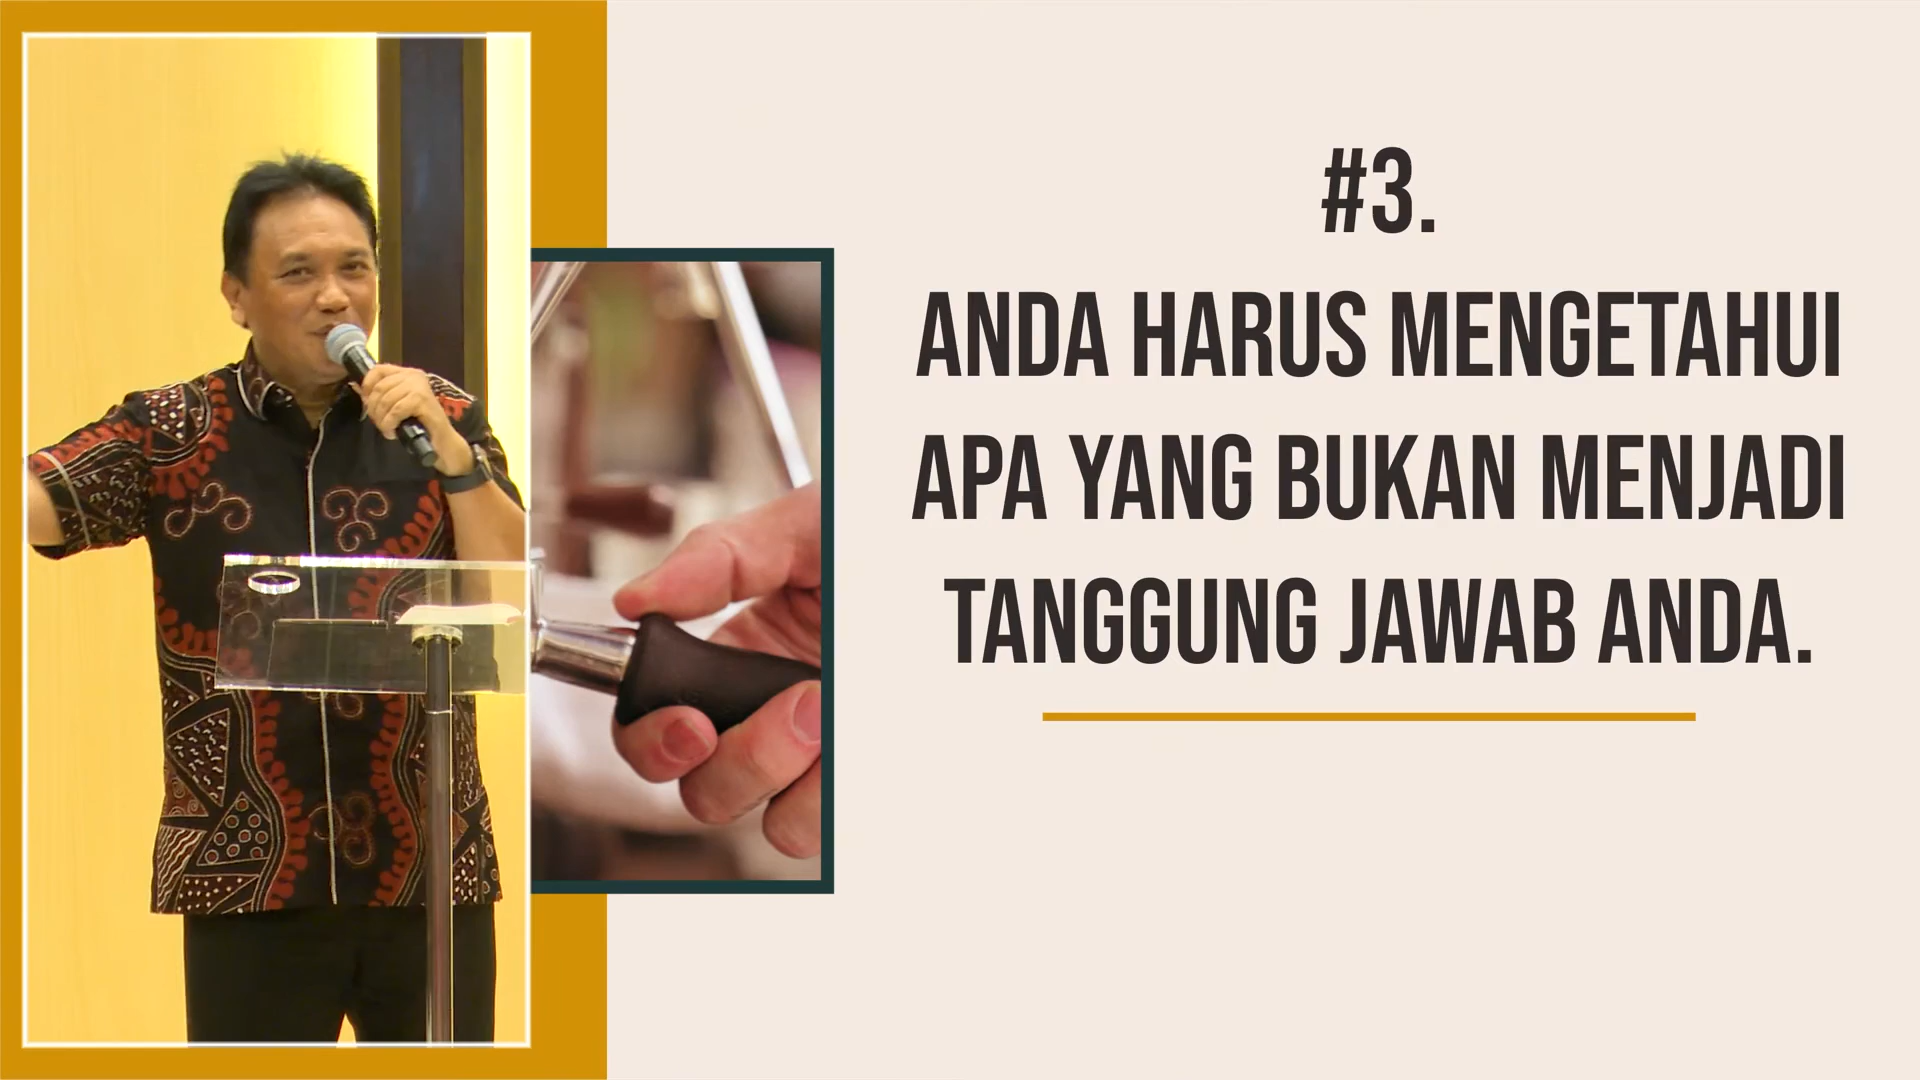 #3.
ANDA HARUS MENGETAHUI
APA YANG BUKAN MENJADI
TANGGUNG JAWAB ANDA.